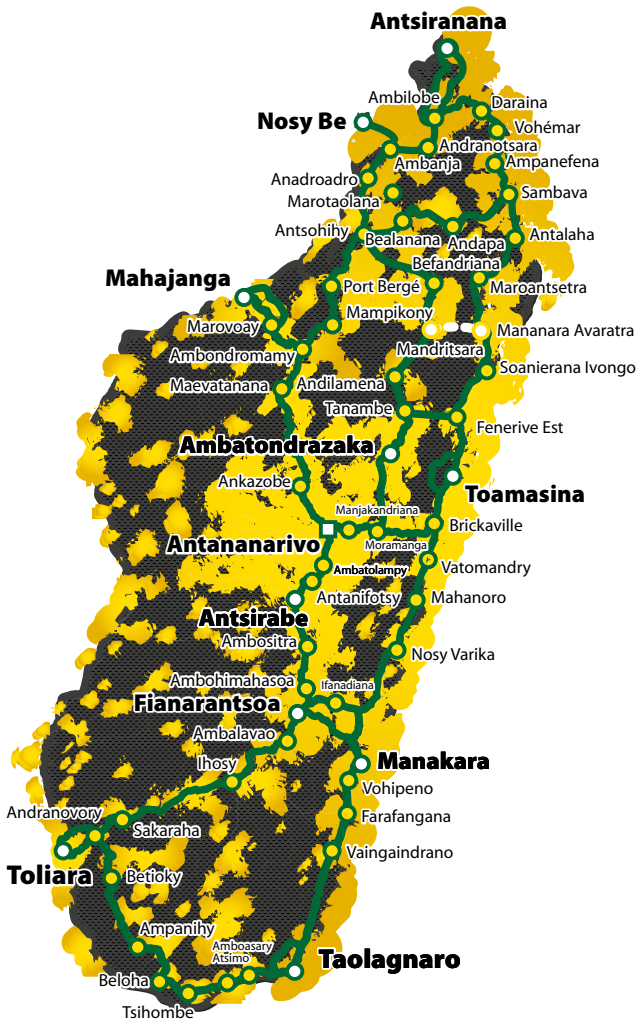 Antsiranana
Ambilobe
Daraina
Nosy Be
Vohémar
Andranotsara
Ambanja
Ampanefena
Anadroadro
Marotaolana
Sambava
Antsohihy
Bealanana
Andapa
Antalaha
Befandriana
Mahajanga
Port Bergé
Maroantsetra
Marovoay
Mampikony
Mananara Avaratra
Mandritsara
Ambondromamy
Soanierana Ivongo
Maevatanana
Andilamena
Tanambe
Fenerive Est
Ambatondrazaka
Ankazobe
Toamasina
Manjakandriana
Brickaville
Antananarivo
Moramanga
Ambatolampy
Vatomandry
Antanifotsy
Mahanoro
Antsirabe
Ambositra
Nosy Varika
Ambohimahasoa
Ifanadiana
Fianarantsoa
Ambalavao
Manakara
Ihosy
Vohipeno
Andranovory
Farafangana
Sakaraha
Vaingaindrano
Toliara
Betioky
Ampanihy
Amboasary
Atsimo
Taolagnaro
Beloha
Tsihombe